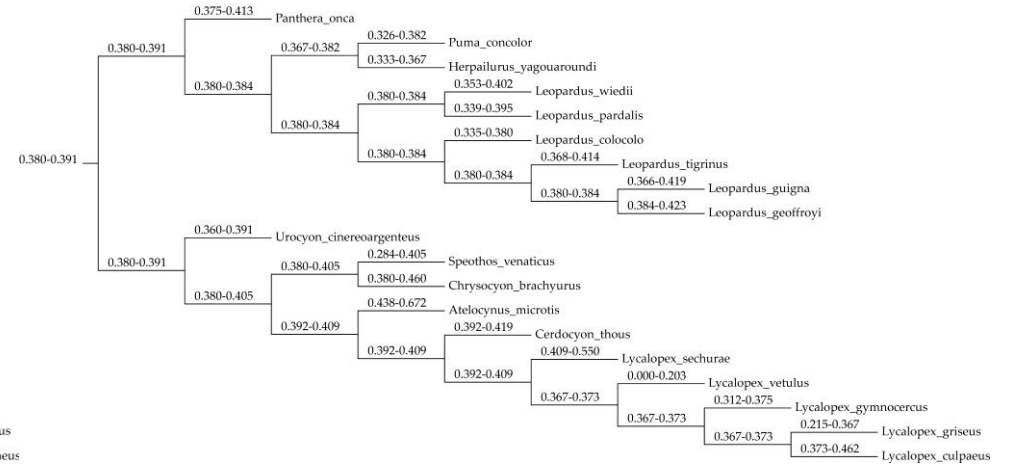 0.375-0.413
Panthera_onca
0.326-0.382
0.380-0.391
0.367-0.382
Puma_concolor
0.333-0.367
Herpailurus_yagouaroundi
0.353-0.402
0.380-0.384
Leopardus_wiedii
0.380-0.384
0.339-0.395
Leopardus_pardalis
0.380-0.384
0.335-0.380
Leopardus_colocolo
0.380-0.384
0.368-0.414
0.380-0.391
Leopardus_tigrinus
0.380-0.384
0.366-0.419
Leopardus_guigna
0.380-0.384
0.384-0.423
Leopardus_geoffroyi
0.360-0.391
Urocyon_cinereoargenteus
0.284-0.405
0.380-0.391
0.380-0.405
Speothos_venaticus
0.380-0.460
Chrysocyon_brachyurus
0.380-0.405
0.438-0.672
Atelocynus_microtis
0.392-0.409
0.392-0.419
Cerdocyon_thous
0.392-0.409
0.409-0.550
Lycalopex_sechurae
0.392-0.409
0.000-0.203
Lycalopex_vetulus
0.367-0.373
0.312-0.375
Lycalopex_gymnocercus
0.367-0.373
0.215-0.367
us
Lycalopex_griseus
0.367-0.373
0.373-0.462
aeus
Lycalopex_culpaeus